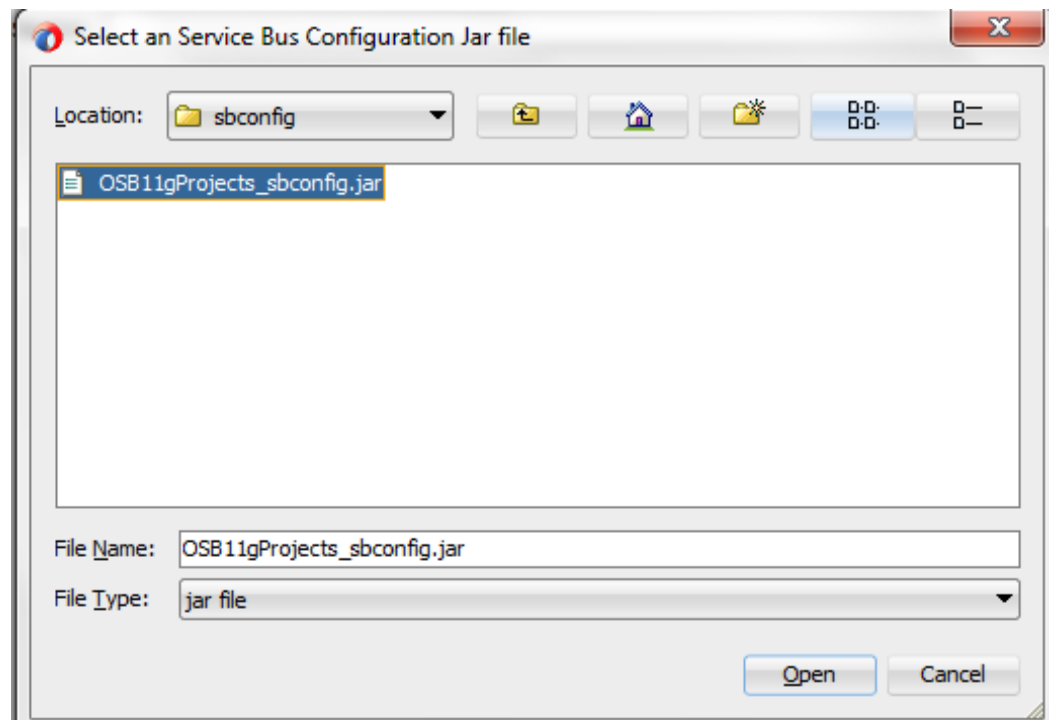 Select an Service Bus Configuration Jar file
Location: sbconfig
OSB11gProjects_sbconfig.jar
File Name: OSB11gProjects_sbconfig.jar
File Type: jar file
Open Cancel